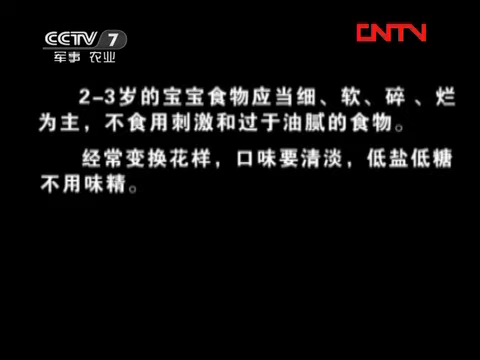 CCTV 7
CNTV
军事 农业
2-3岁的宝宝食物应当细、软、碎、烂
为主，不食用刺激和过于油腻的食物。
经常变换花样，口味要清淡，低盐低糖
不用味精。